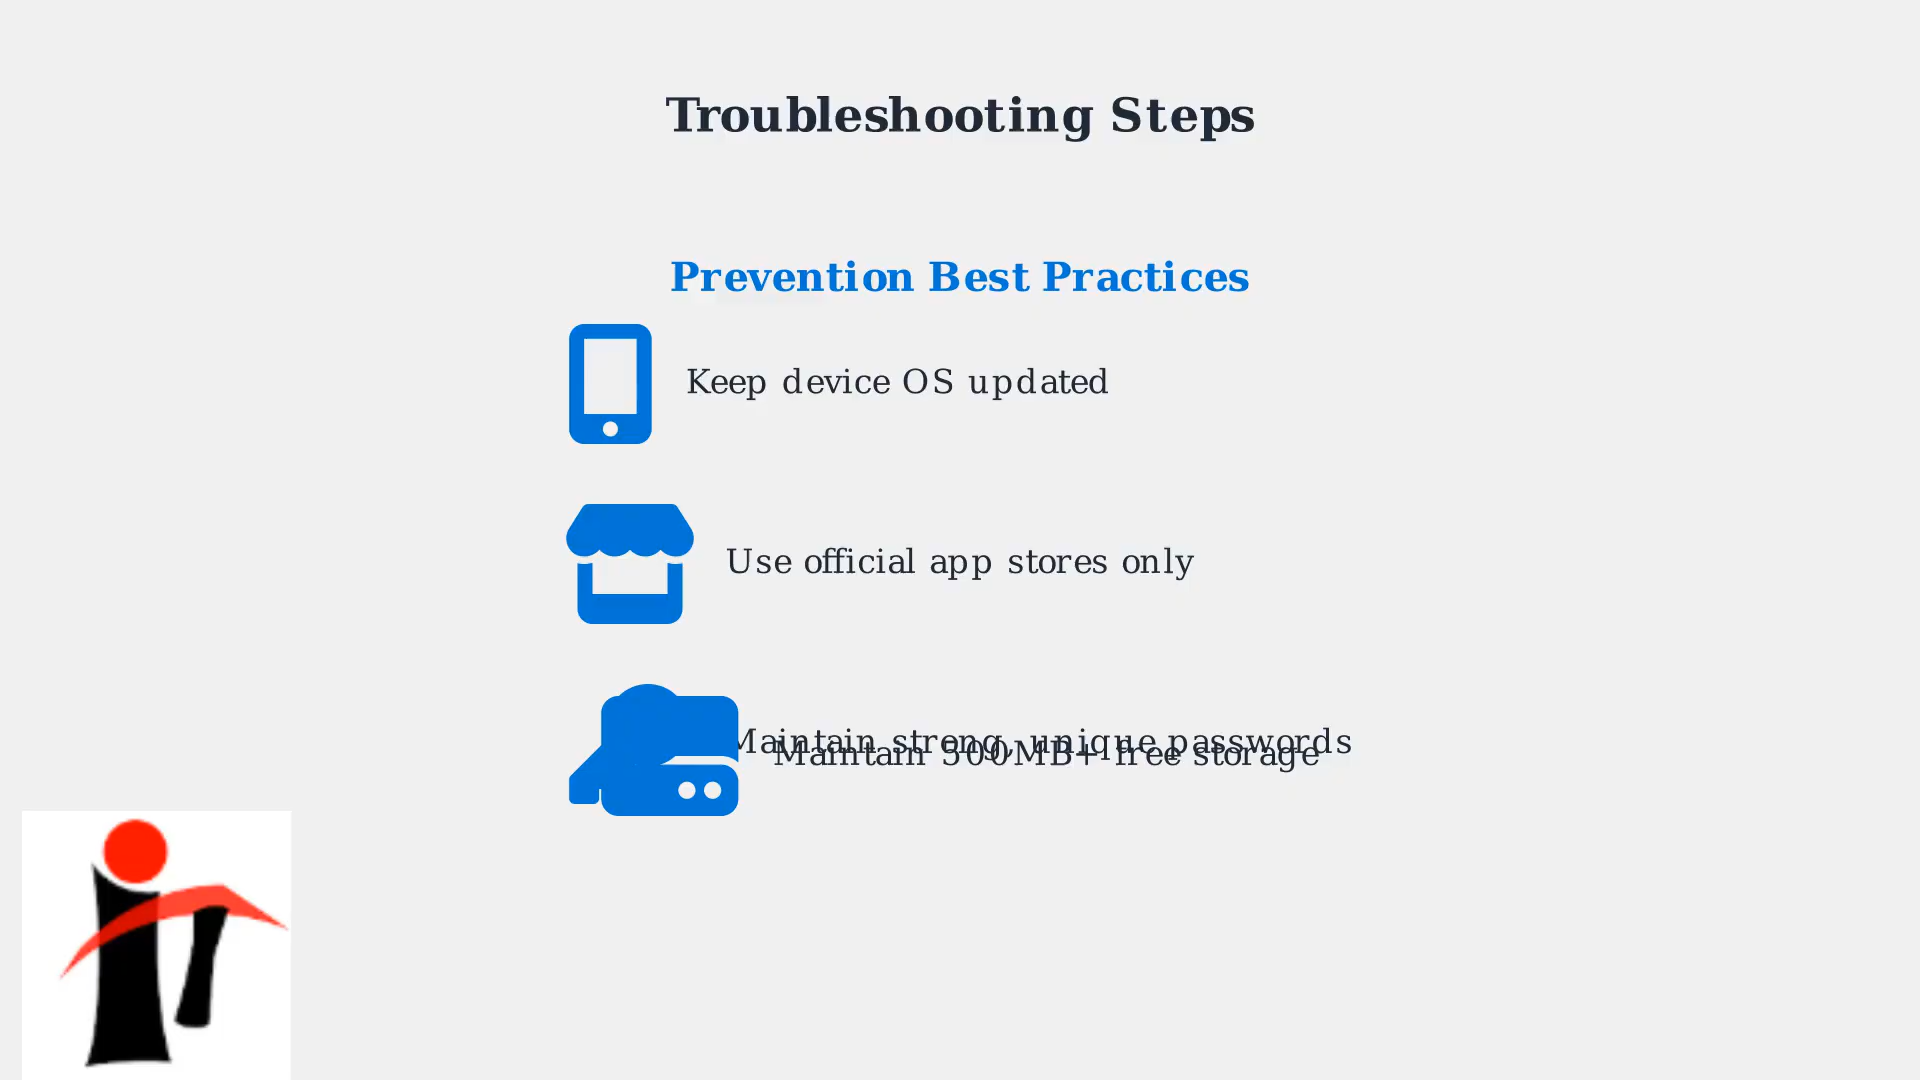 Troubleshooting Steps
Prevention Best Practices
Keep device OS updated
Use official app stores only
Maintain strong, unique passwords
Maintain 500MB+ free storage